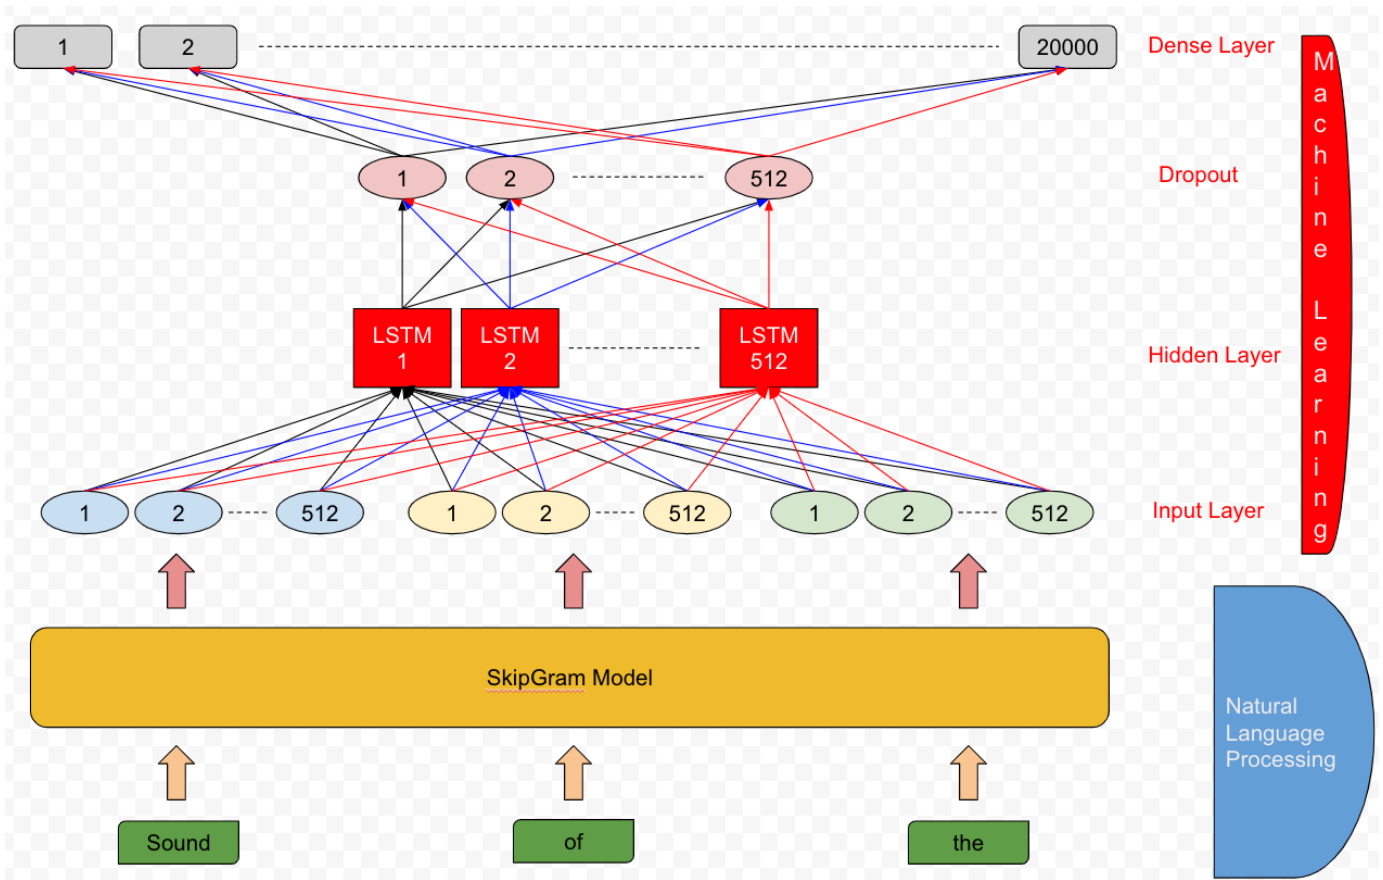 1
2
20000
Dense Layer
1
2
512
Dropout
LSTM
1
LSTM
2
LSTM
512
Hidden Layer
1
2
512
1
2
512
1
2
512
Input Layer
Machine Learning
SkipGram Model
Natural
Language
Processing
Sound
of
the